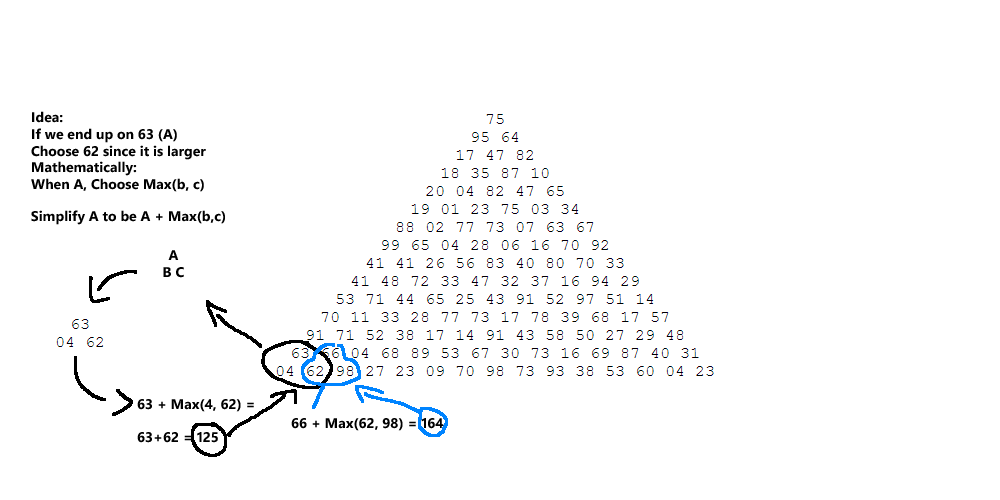 Idea:
If we end up on 63 (A)
Choose 62 since it is larger
Mathematically:
When A, Choose Max(b, c)
Simplify A to be A + Max(b,c)
A
B C
63
04 62
63 + Max(4, 62) =
63+62 = 125
75
95 64
17 47 82
18 35 87 10
20 04 82 47 65
19 01 23 75 03 34
88 02 77 73 07 63 67
99 65 04 28 06 16 70 92
41 41 26 56 83 40 80 70 33
41 48 72 33 47 32 37 16 94 29
53 71 44 65 25 43 91 52 97 51 14
70 11 33 28 77 73 17 78 39 68 17 57
91 71 52 38 17 14 91 43 58 50 27 29 48
63 66 04 68 89 53 67 30 73 16 69 87 40 31
04 62 98 27 23 09 70 98 73 93 38 53 60 04 23
66 + Max(62, 98) = 164